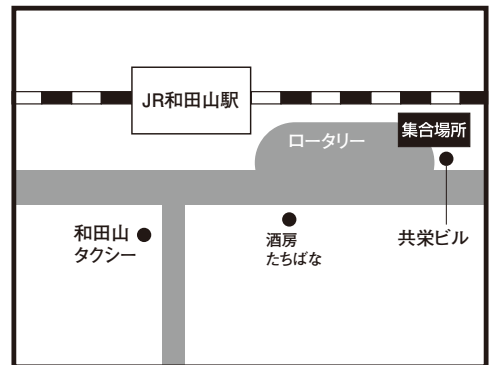 JR和田山駅
集合場所
ロータリー
和田山
タクシー
酒房
たちばな
共栄ビル